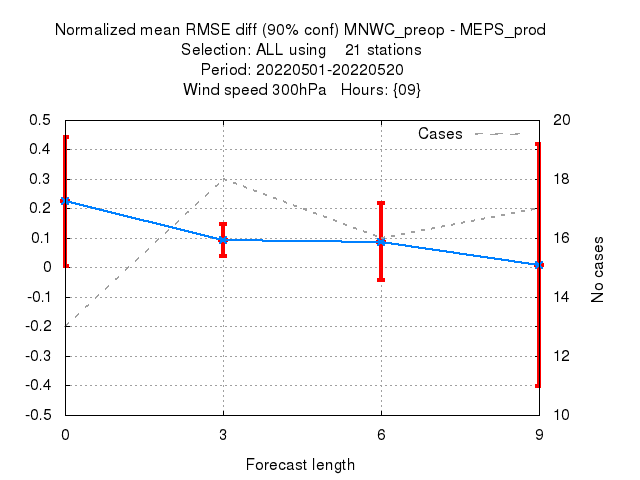 Normalized mean RMSE diff (90% conf) MNWC_preop - MEPS_prod
Selection: ALL using    21 stations
Period: 20220501-20220520
Wind speed 300hPa   Hours: {09}
Cases
0.5
0.4
0.3
0.2
0.1
0
-0.1
-0.2
-0.3
-0.4
-0.5
20
18
16
14
12
10
No cases
0 3 6 9
Forecast length